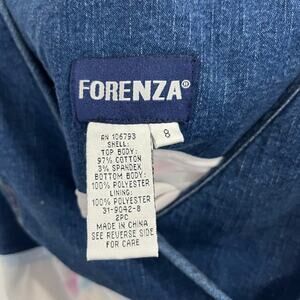 FORENZA®
8
RN 106793
SHELL:
TOP BODY:
97% COTTON
3% SPANDEX
BOTTOM BODY:
100% POLYESTER
LINING:
100% POLYESTER
31-9042-8
2PC
MADE IN CHINA
SEE REVERSE SIDE
FOR CARE